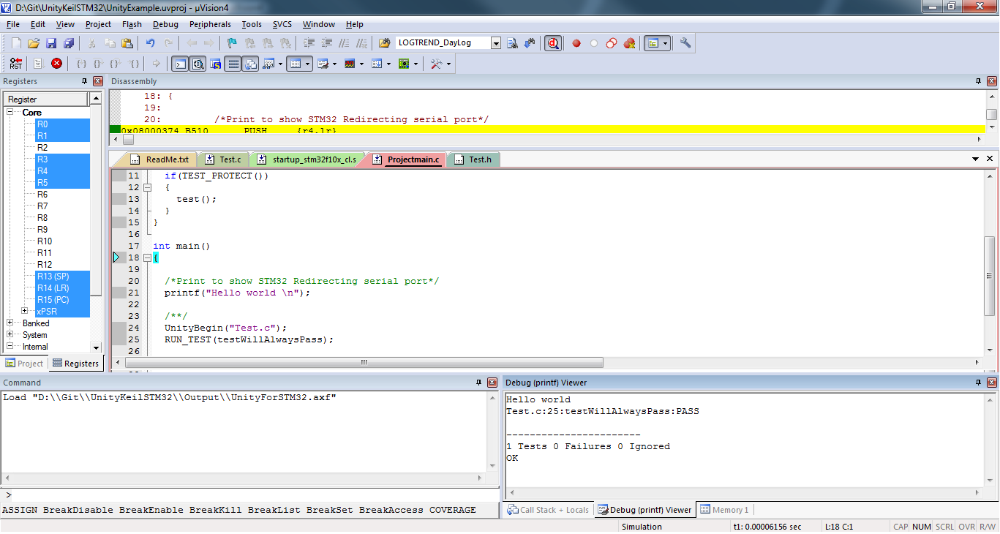 D:\Git\UnityKeilSTM32\UnityExample.uvproj - µVision4
File Edit View Project Flash Debug Peripherals Tools SVCS Window Help
LOGTREND_DayLog
RST
Registers
Register
Core
R0
R1
R2
R3
R4
R5
R6
R7
R8
R9
R10
R11
R12
R13 (SP)
R14 (LR)
R15 (PC)
xPSR
Banked
System
Internal
Project Registers
Disassembly
18: {
19:
20: /*Print to show STM32 Redirecting serial port*/
0x08000374 B510 PUSH {r4,lr}
ReadMe.txt Test.c startup_stm32f10x_cl.s Projectmain.c Test.h
11 if(TEST_PROTECT())
12 {
13 test();
14 }
15 }
16
17 int main()
18 {
19
20 /*Print to show STM32 Redirecting serial port*/
21 printf("Hello world \n");
22
23 /**/
24 UnityBegin("Test.c");
25 RUN_TEST(testWillAlwaysPass);
26
Command
Load "D:\\Git\\UnityKeilSTM32\\Output\\UnityForSTM32.axf"
>
ASSIGN BreakDisable BreakEnable BreakKill BreakList BreakSet BreakAccess COVERAGE
Debug (printf) Viewer
Hello world
Test.c:25:testWillAlwaysPass:PASS
-----------------------
1 Tests 0 Failures 0 Ignored
OK
Call Stack + Locals Debug (printf) Viewer Memory 1
Simulation t1: 0.00006156 sec L:18 C:1 CAP NUM SCRL OVR R/W